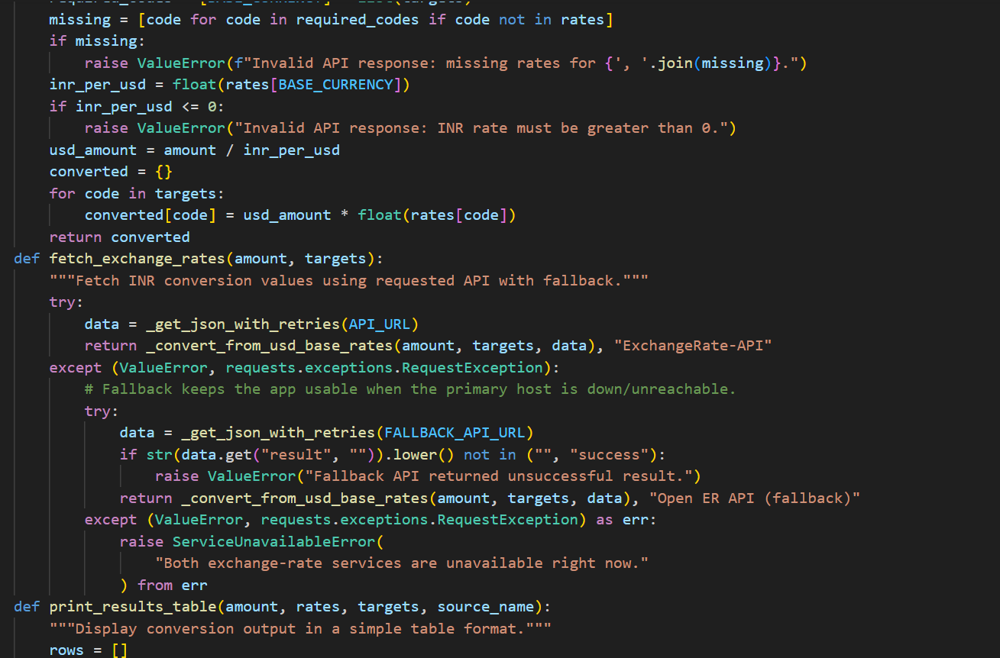 missing = [code for code in required_codes if code not in rates]
if missing:
raise ValueError(f"Invalid API response: missing rates for {', '.join(missing)}.")
inr_per_usd = float(rates[BASE_CURRENCY])
if inr_per_usd <= 0:
raise ValueError("Invalid API response: INR rate must be greater than 0.")
usd_amount = amount / inr_per_usd
converted = {}
for code in targets:
converted[code] = usd_amount * float(rates[code])
return converted
def fetch_exchange_rates(amount, targets):
"""Fetch INR conversion values using requested API with fallback."""
try:
data = _get_json_with_retries(API_URL)
return _convert_from_usd_base_rates(amount, targets, data), "ExchangeRate-API"
except (ValueError, requests.exceptions.RequestException):
# Fallback keeps the app usable when the primary host is down/unreachable.
try:
data = _get_json_with_retries(FALLBACK_API_URL)
if str(data.get("result", "")).lower() not in ("", "success"):
raise ValueError("Fallback API returned unsuccessful result.")
return _convert_from_usd_base_rates(amount, targets, data), "Open ER API (fallback)"
except (ValueError, requests.exceptions.RequestException) as err:
raise ServiceUnavailableError(
"Both exchange-rate services are unavailable right now."
) from err
def print_results_table(amount, rates, targets, source_name):
"""Display conversion output in a simple table format."""
rows = []